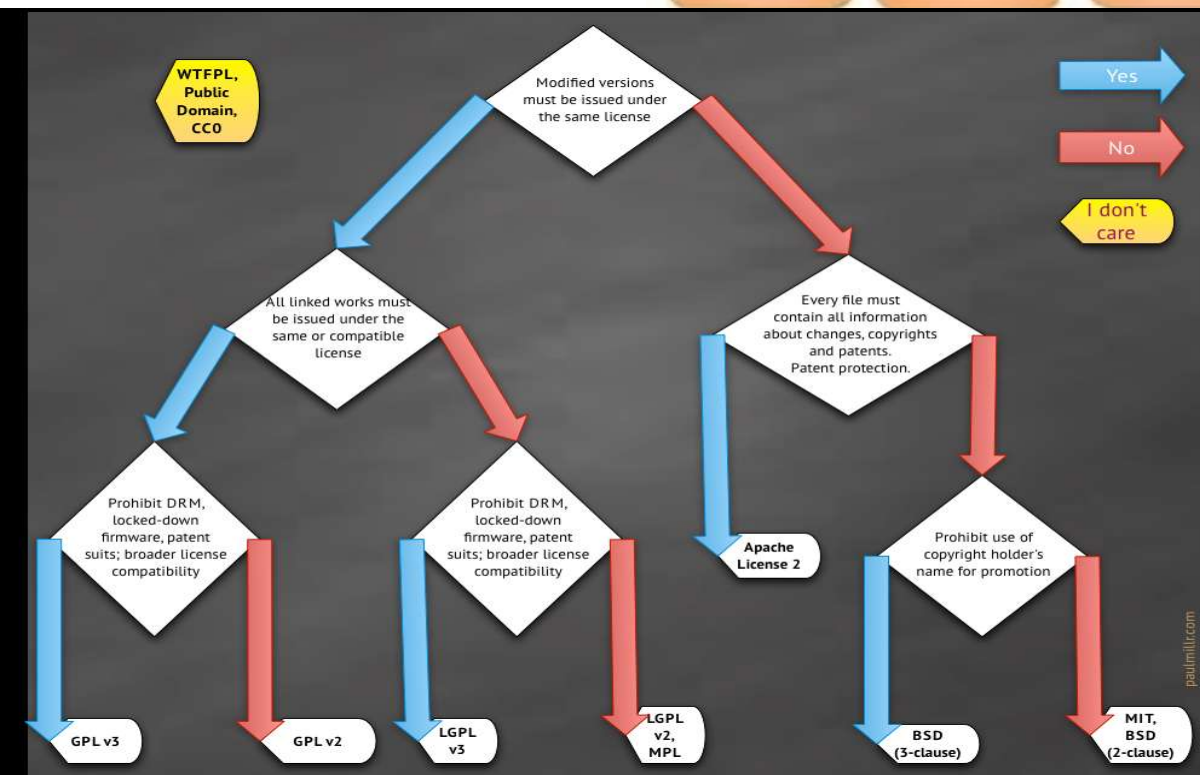 WTFPL,
Public
Domain,
CC0
Modified versions
must be issued under
the same license
Yes
No
I don't
care
All linked works must
be issued under the
same or compatible
license
Every file must
contain all information
about changes, copyrights
and patents.
Patent protection.
Prohibit DRM,
locked-down
firmware, patent
suits; broader license
compatibility
Prohibit DRM,
locked-down
firmware, patent
suits; broader license
compatibility
Apache
License 2
Prohibit use of
copyright holder's
name for promotion
GPL v3
GPL v2
LGPL
v3
LGPL
v2,
MPL
BSD
(3-clause)
MIT,
BSD
(2-clause)
paulmillr.com